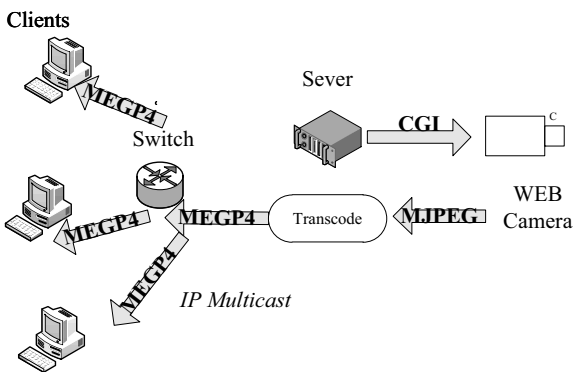 Clients
MEGP4
Sever
CGI
C
Switch
MEGP4
MEGP4
Transcode
MJPEG
WEB
Camera
MEGP4
IP Multicast